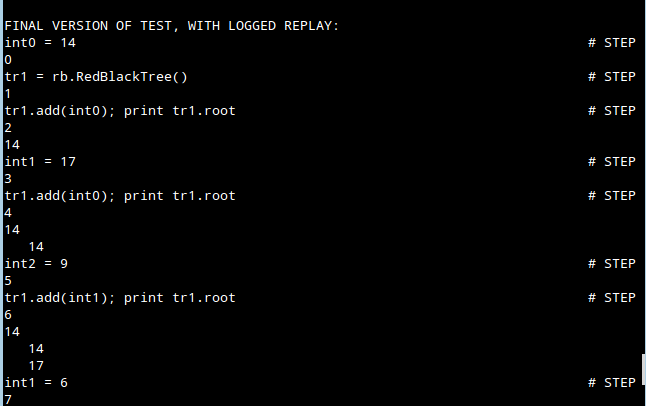 FINAL VERSION OF TEST, WITH LOGGED REPLAY:
int0 = 14 # STEP
0
tr1 = rb.RedBlackTree() # STEP
1
tr1.add(int0); print tr1.root # STEP
2
14
int1 = 17 # STEP
3
tr1.add(int0); print tr1.root # STEP
4
14
14
int2 = 9 # STEP
5
tr1.add(int1); print tr1.root # STEP
6
14
14
17
int1 = 6 # STEP
7